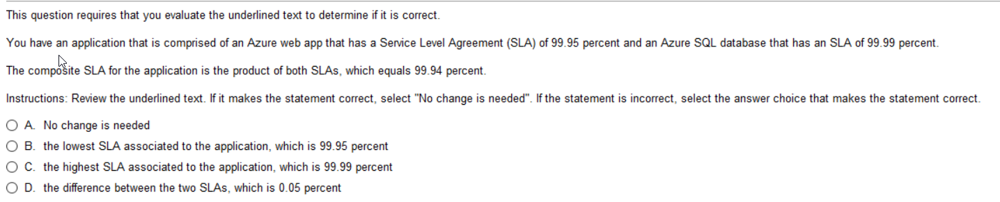 This question requires that you evaluate the underlined text to determine if it is correct.
You have an application that is comprised of an Azure web app that has a Service Level Agreement (SLA) of 99.95 percent and an Azure SQL database that has an SLA of 99.99 percent.
The composite SLA for the application is the product of both SLAs, which equals 99.94 percent.
Instructions: Review the underlined text. If it makes the statement correct, select "No change is needed". If the statement is incorrect, select the answer choice that makes the statement correct.
A. No change is needed
B. the lowest SLA associated to the application, which is 99.95 percent
C. the highest SLA associated to the application, which is 99.99 percent
D. the difference between the two SLAs, which is 0.05 percent